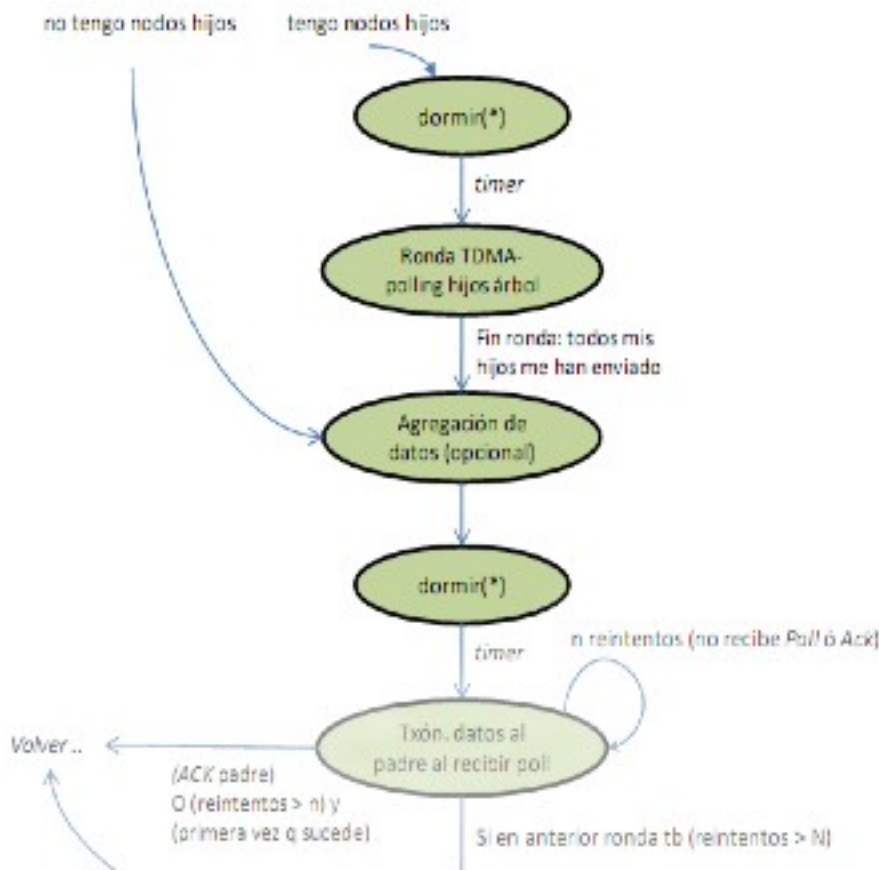 no tengo nodos hijos
tengo nodos hijos
dormir(*)
timer
Ronda TDMA-
polling hijos árbol
Fin ronda: todos mis
hijos me han enviado
Agregación de
datos (opcional)
dormir(*)
timer
n reintentos (no recibe Poll ó Ack)
Txón. datos al
padre al recibir poll
Volver ..
(ACK padre)
O (reintentos > n) y
(primera vez q sucede)
Si en anterior ronda tb (reintentos > N)